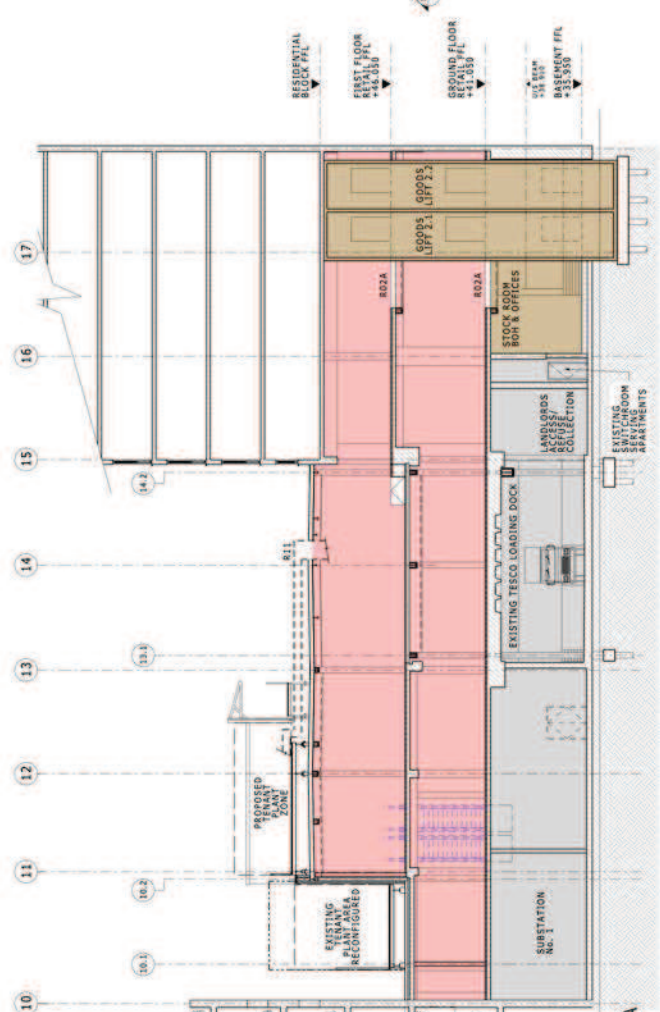 RESIDENTIAL
BLOCK FFL
FIRST FLOOR
RETAIL FFL
+46.050
GROUND FLOOR
RETAIL FFL
+41.050
U/S BEAM
BASEMENT FFL
+35.950
17
16
15
14.2
14
13.1
13
12
11
10.2
10.1
10
GOODS
LIFT 2.2
GOODS
LIFT 2.1
R02A
R02A
STOCK ROOM
BOH & OFFICES
LANDLORDS
ACCESS/
REFUSE
COLLECTION
EXISTING
SWITCHROOM
SERVING
APARTMENTS
R11
EXISTING TESCO LOADING DOCK
PROPOSED
TENANT
PLANT
ZONE
EXISTING
TENANT
PLANT AREA
RECONFIGURED
SUBSTATION
No. 1